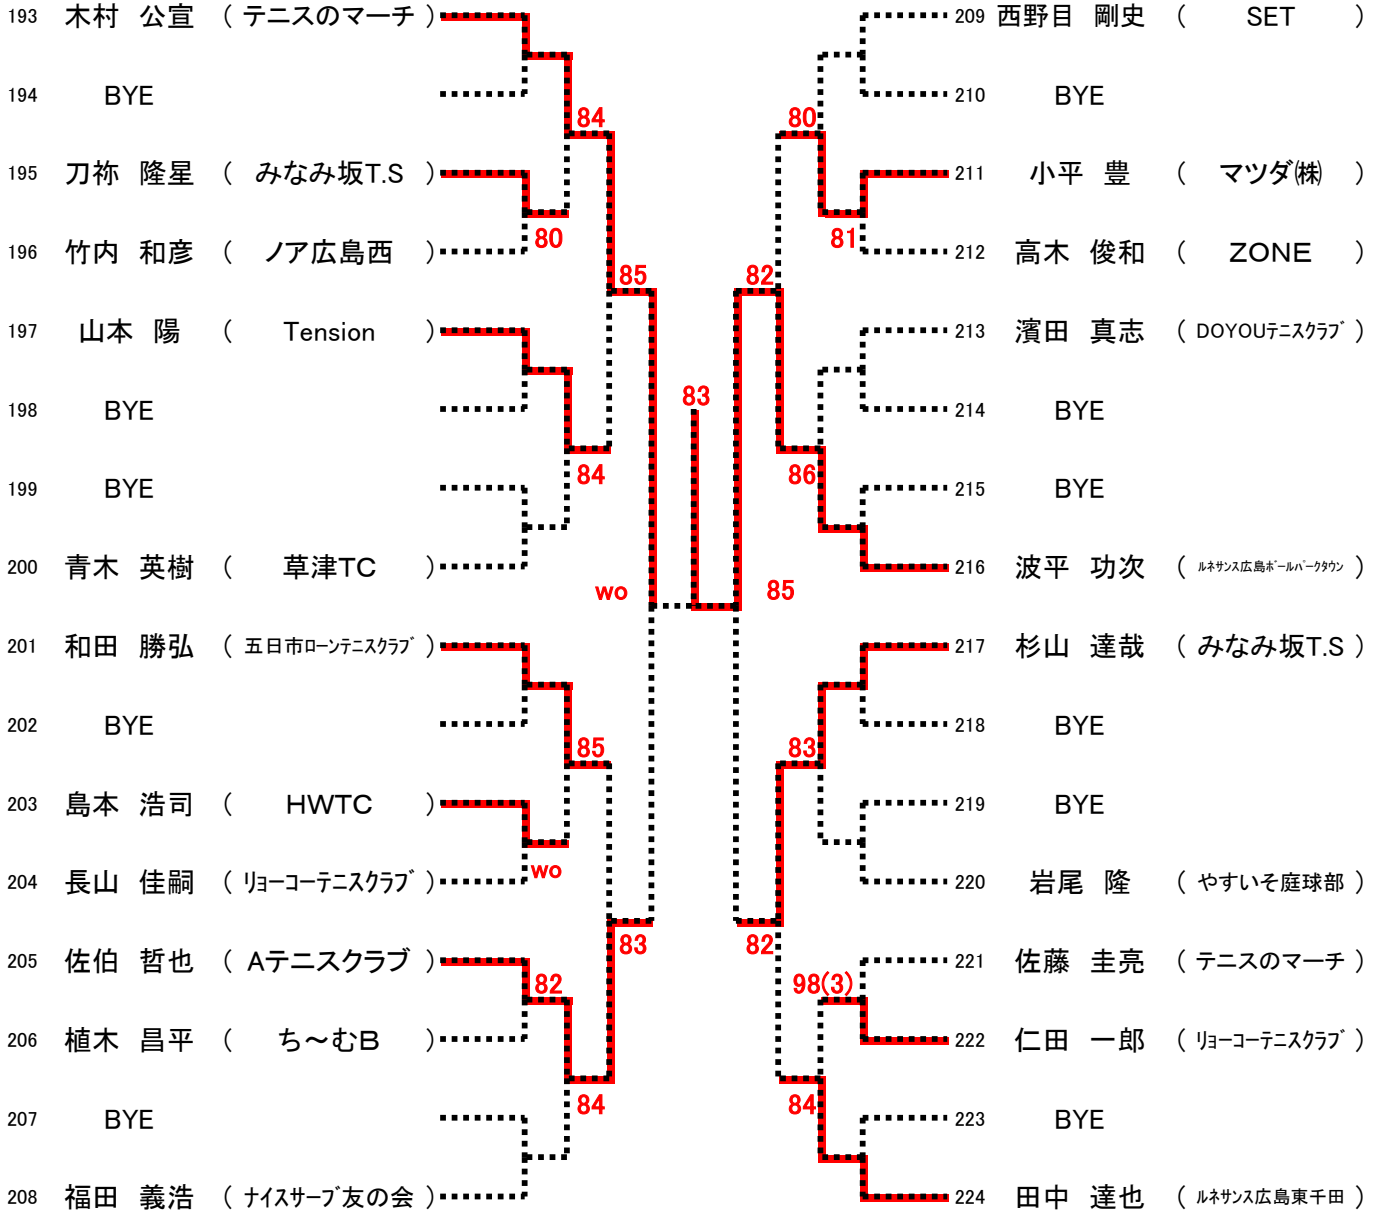 193 木村 公宣 ( テニスのマーチ )
194 BYE
84
195 刀祢 隆星 ( みなみ坂T.S )
80
196 竹内 和彦 ( ノア広島西 )
85
197 山本 陽 ( Tension )
198 BYE
84
199 BYE
200 青木 英樹 ( 草津TC )
wo
201 和田 勝弘 ( 五日市ローンテニスクラブ )
202 BYE
85
203 島本 浩司 ( HWTC )
wo
204 長山 佳嗣 ( リョーコーテニスクラブ )
83
205 佐伯 哲也 ( Aテニスクラブ )
82
206 植木 昌平 ( ち～むB )
84
207 BYE
208 福田 義浩 ( ナイスサーブ友の会 )
83
209 西野目 剛史 ( SET )
210 BYE
80
211 小平 豊 ( マツダ㈱ )
81
212 高木 俊和 ( ZONE )
82
213 濱田 真志 ( DOYOUテニスクラブ )
214 BYE
86
215 BYE
216 波平 功次 ( ルネサンス広島ボールパークタウン )
85
217 杉山 達哉 ( みなみ坂T.S )
218 BYE
83
219 BYE
220 岩尾 隆 ( やすいそ庭球部 )
82
221 佐藤 圭亮 ( テニスのマーチ )
98(3)
222 仁田 一郎 ( リョーコーテニスクラブ )
84
223 BYE
224 田中 達也 ( ルネサンス広島東千田 )